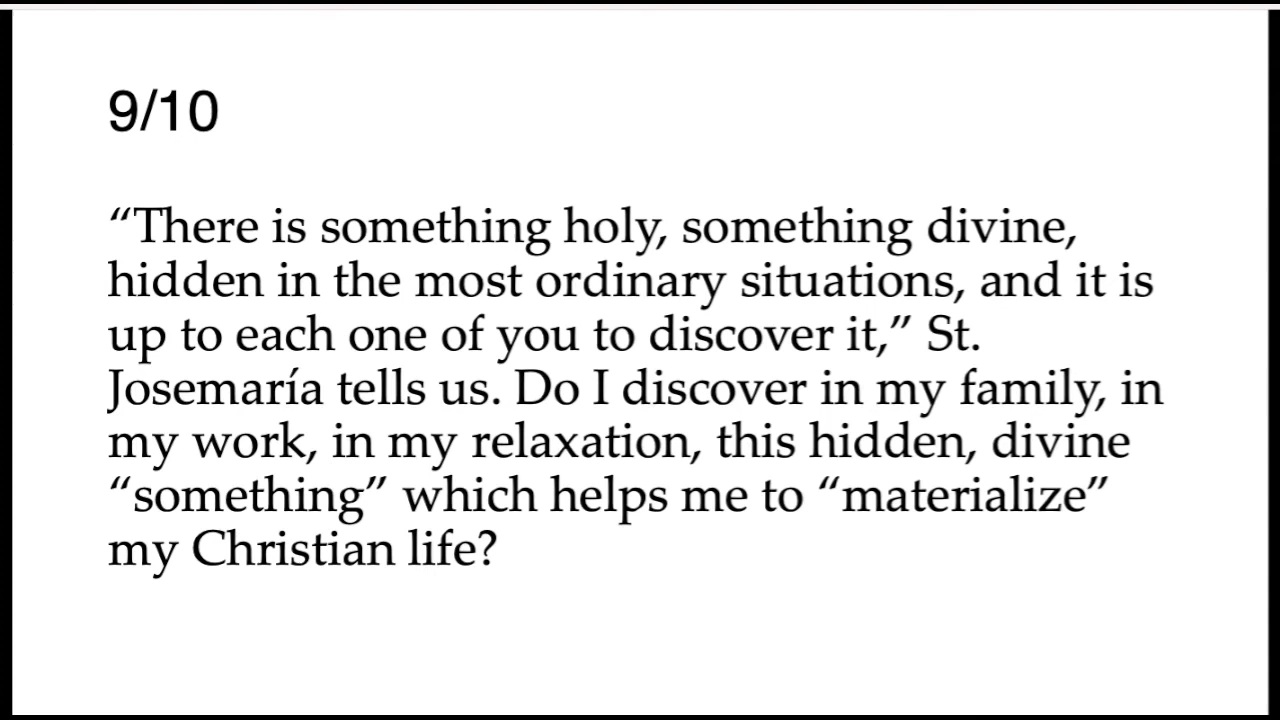 9/10
“There is something holy, something divine,
hidden in the most ordinary situations, and it is
up to each one of you to discover it,” St.
Josemaría tells us. Do I discover in my family, in
my work, in my relaxation, this hidden, divine
“something” which helps me to “materialize”
my Christian life?